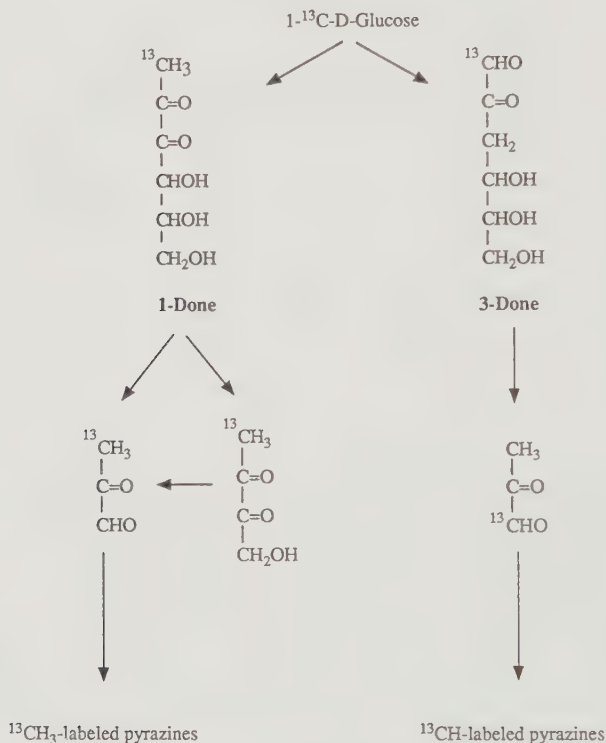 1-¹³C-D-Glucose
¹³CH₃
C=O
C=O
CHOH
CHOH
CH₂OH
1-Done
¹³CHO
C=O
CH₂
CHOH
CHOH
CH₂OH
3-Done
¹³CH₃
C=O
CHO
¹³CH₃
C=O
C=O
CH₂OH
CH₃
C=O
¹³CHO
¹³CH₃-labeled pyrazines
¹³CH-labeled pyrazines